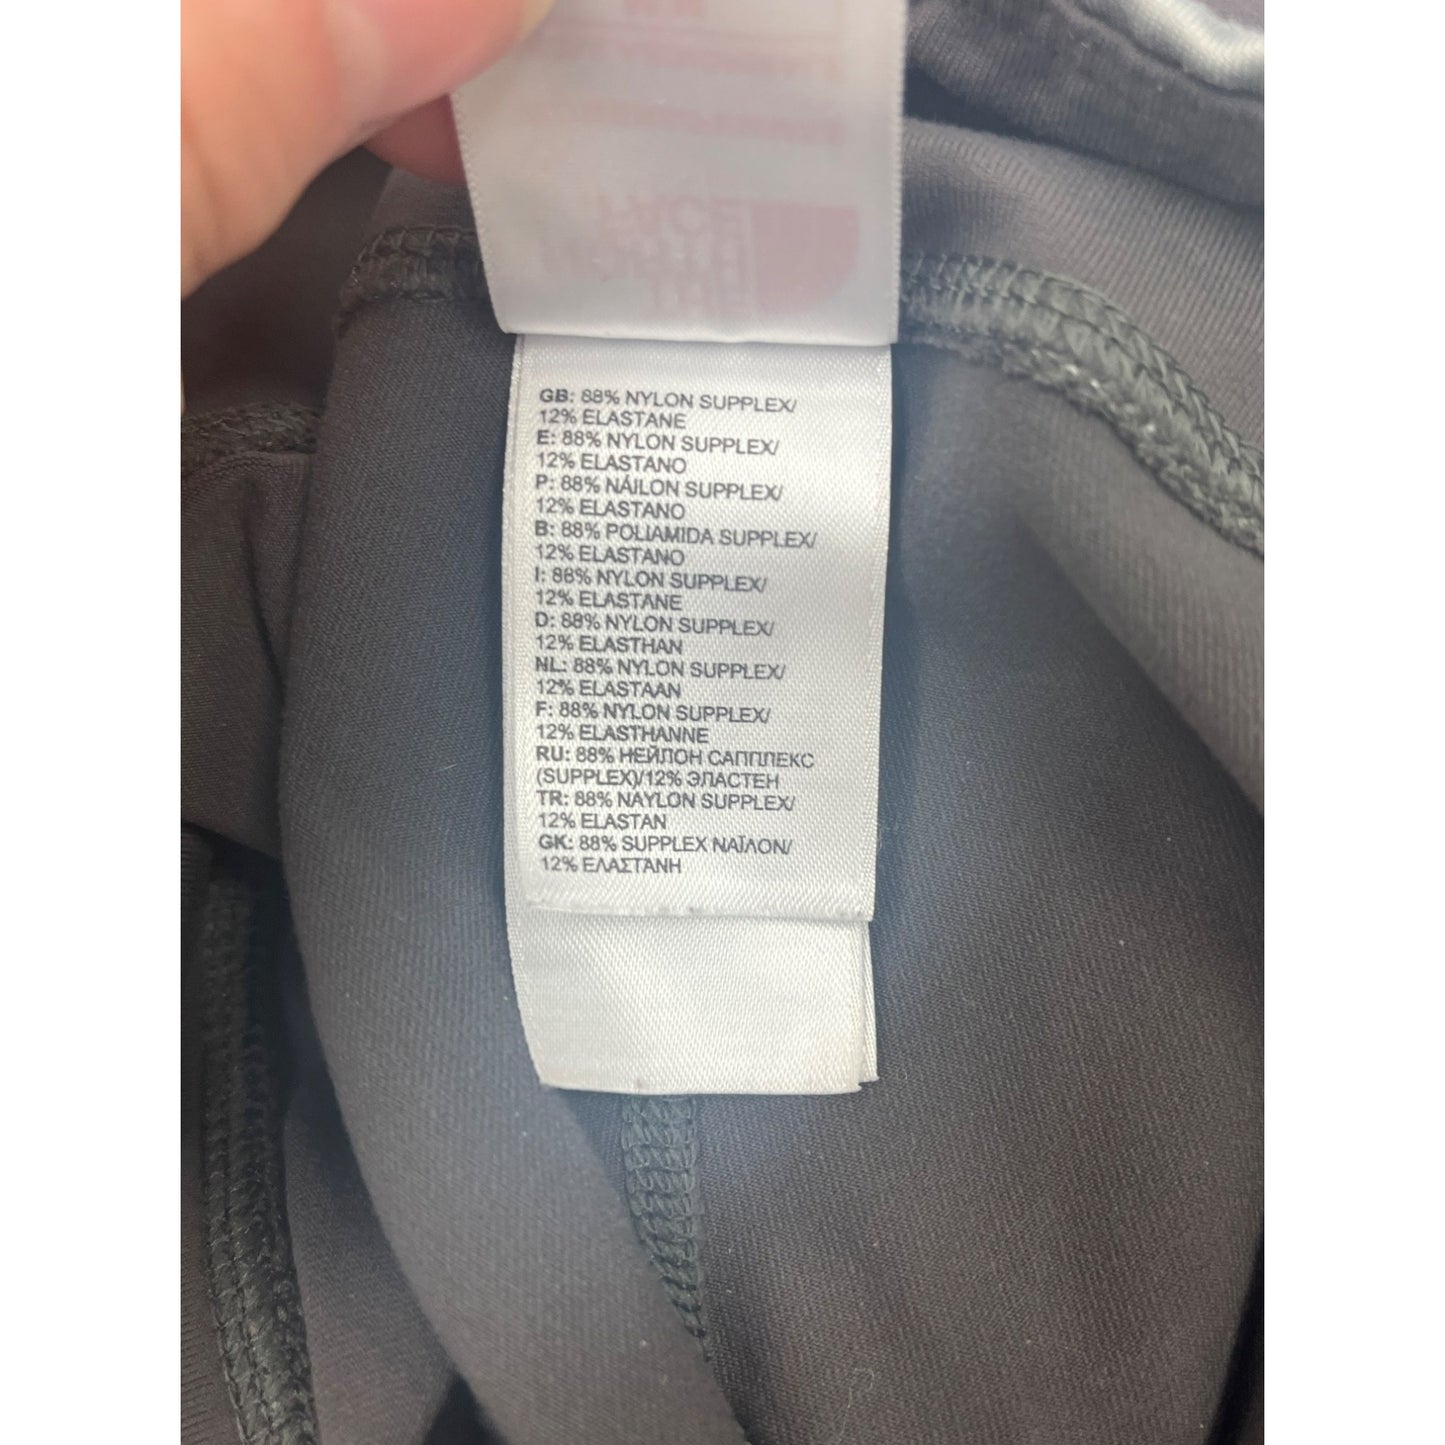 GB: 88% NYLON SUPPLEX/
12% ELASTANE
E: 88% NYLON SUPPLEX/
12% ELASTANO
P: 88% NÁILON SUPPLEX/
12% ELASTANO
B: 88% POLIAMIDA SUPPLEX/
12% ELASTANO
I: 88% NYLON SUPPLEX/
12% ELASTANE
D: 88% NYLON SUPPLEX/
12% ELASTHAN
NL: 88% NYLON SUPPLEX/
12% ELASTAAN
F: 88% NYLON SUPPLEX/
12% ELASTHANNE
RU: 88% НЕЙЛОН САППЛЕКС
(SUPPLEX)/12% ЭЛАСТЕН
TR: 88% NAYLON SUPPLEX/
12% ELASTAN
GK: 88% SUPPLEX ΝΑΪΛΟΝ/
12% ΕΛΑΣΤΆΝΗ